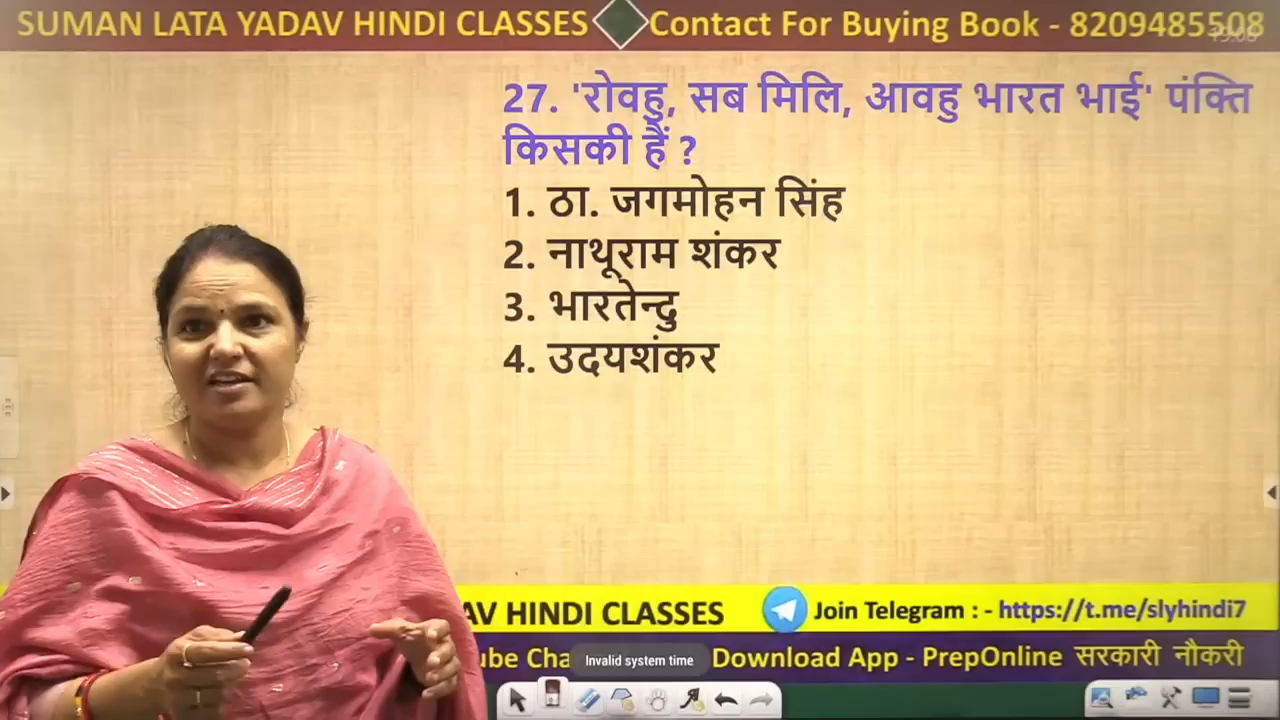 SUMAN LATA YADAV HINDI CLASSES Contact For Buying Book - 8209485508
27. 'रोवहु, सब मिलि, आवहु भारत भाई' पंक्ति
किसकी हैं ?
1. ठा. जगमोहन सिंह
2. नाथूराम शंकर
3. भारतेन्दु
4. उदयशंकर
AV HINDI CLASSES Join Telegram : - https://t.me/slyhindi7
ube Cha Invalid system time Download App - PrepOnline सरकारी नौकरी